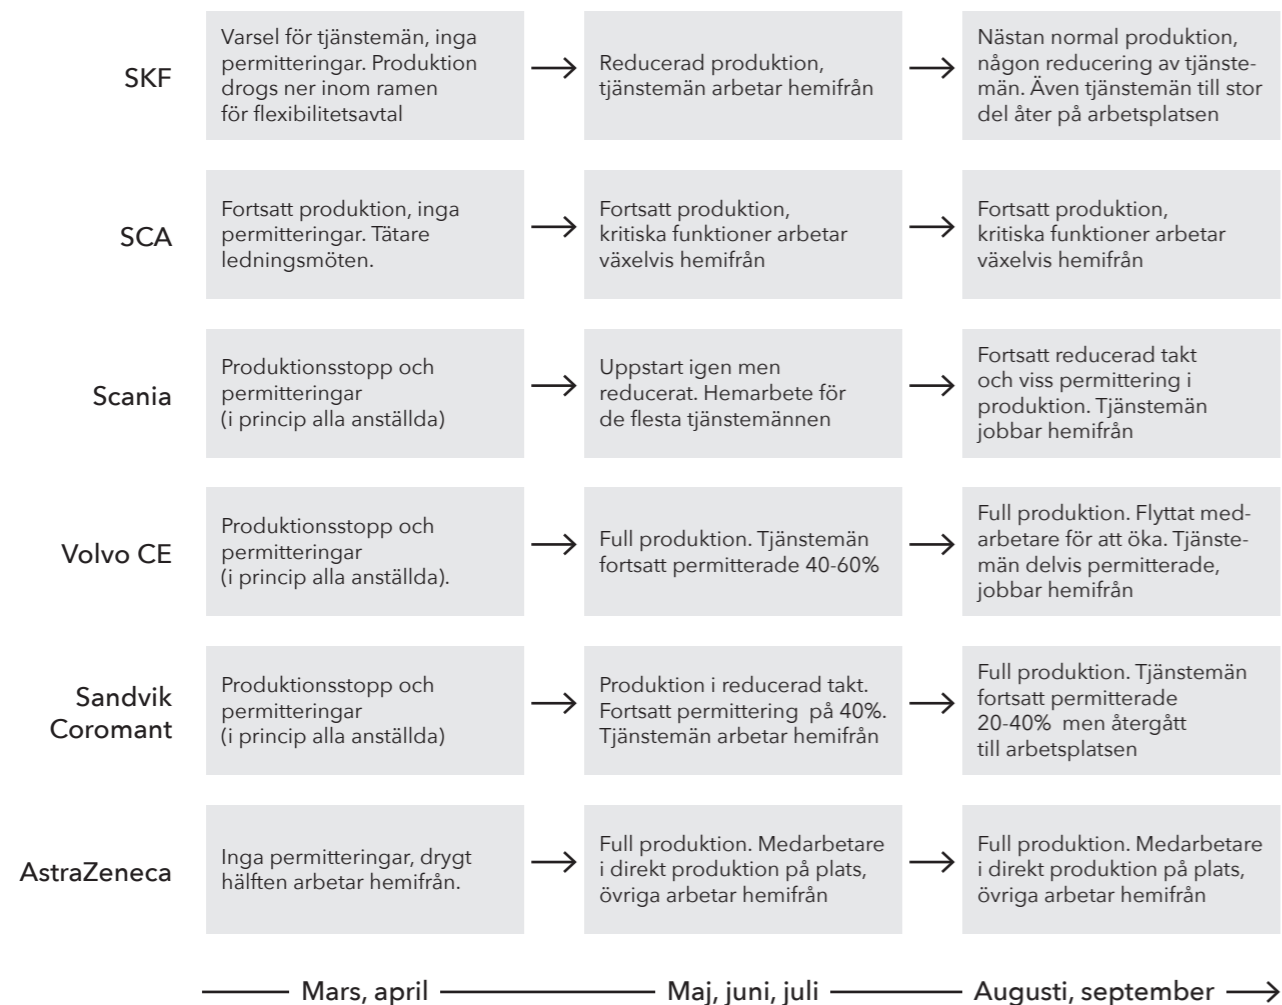 SKF
Varsel för tjänstemän, inga
permitteringar. Produktion
drogs ner inom ramen
för flexibilitetsavtal
Reducerad produktion,
tjänstemän arbetar hemifrån
Nästan normal produktion,
någon reducering av tjänste-
män. Även tjänstemän till stor
del åter på arbetsplatsen
SCA
Fortsatt produktion, inga
permitteringar. Tätare
ledningsmöten.
Fortsatt produktion,
kritiska funktioner arbetar
växelvis hemifrån
Fortsatt produktion,
kritiska funktioner arbetar
växelvis hemifrån
Scania
Produktionsstopp och
permitteringar
(i princip alla anställda)
Uppstart igen men
reducerat. Hemarbete för
de flesta tjänstemännen
Fortsatt reducerad takt
och viss permittering i
produktion. Tjänstemän
jobbar hemifrån
Volvo CE
Produktionsstopp och
permitteringar
(i princip alla anställda).
Full produktion. Tjänstemän
fortsatt permitterade 40-60%
Full produktion. Flyttat med-
arbetare för att öka. Tjänste-
män delvis permitterade,
jobbar hemifrån
Sandvik
Coromant
Produktionsstopp och
permitteringar
(i princip alla anställda)
Produktion i reducerad takt.
Fortsatt permittering på 40%.
Tjänstemän arbetar hemifrån
Full produktion. Tjänstemän
fortsatt permitterade
20-40% men återgått
till arbetsplatsen
AstraZeneca
Inga permitteringar, drygt
hälften arbetar hemifrån.
Full produktion. Medarbetare
i direkt produktion på plats,
övriga arbetar hemifrån
Full produktion. Medarbetare
i direkt produktion på plats,
övriga arbetar hemifrån
Mars, april
Maj, juni, juli
Augusti, september